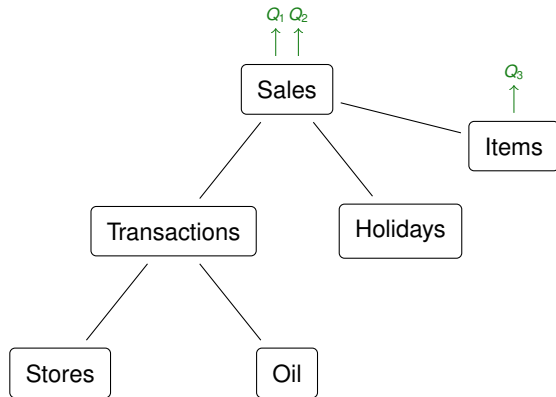 Q₁ Q₂
Sales
Q₃
Items
Transactions
Holidays
Stores
Oil